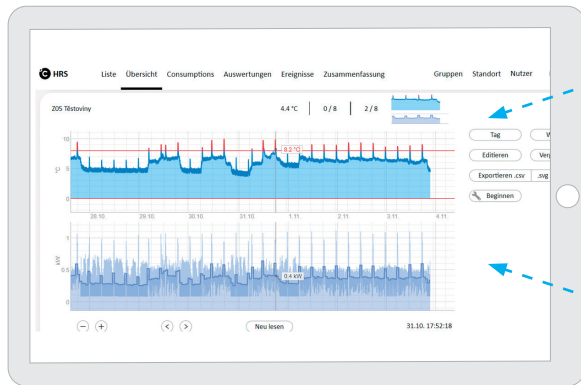 C HRS
Liste Übersicht Consumptions Auswertungen Ereignisse Zusammenfassung Gruppen Standort Nutzer
Z05 Těstoviny 4.4 °C 0 / 8 2 / 8
Tag W
Editieren Ver
Exportieren .csv .svg
Beginnen
10
8.2 °C
°C
5
0
28.10. 29.10. 30.10. 31.10. 1.11. 2.11. 3.11. 4.11.
1
kW
0.5
0.4 kW
0
Neu lesen 31.10. 17:52:18